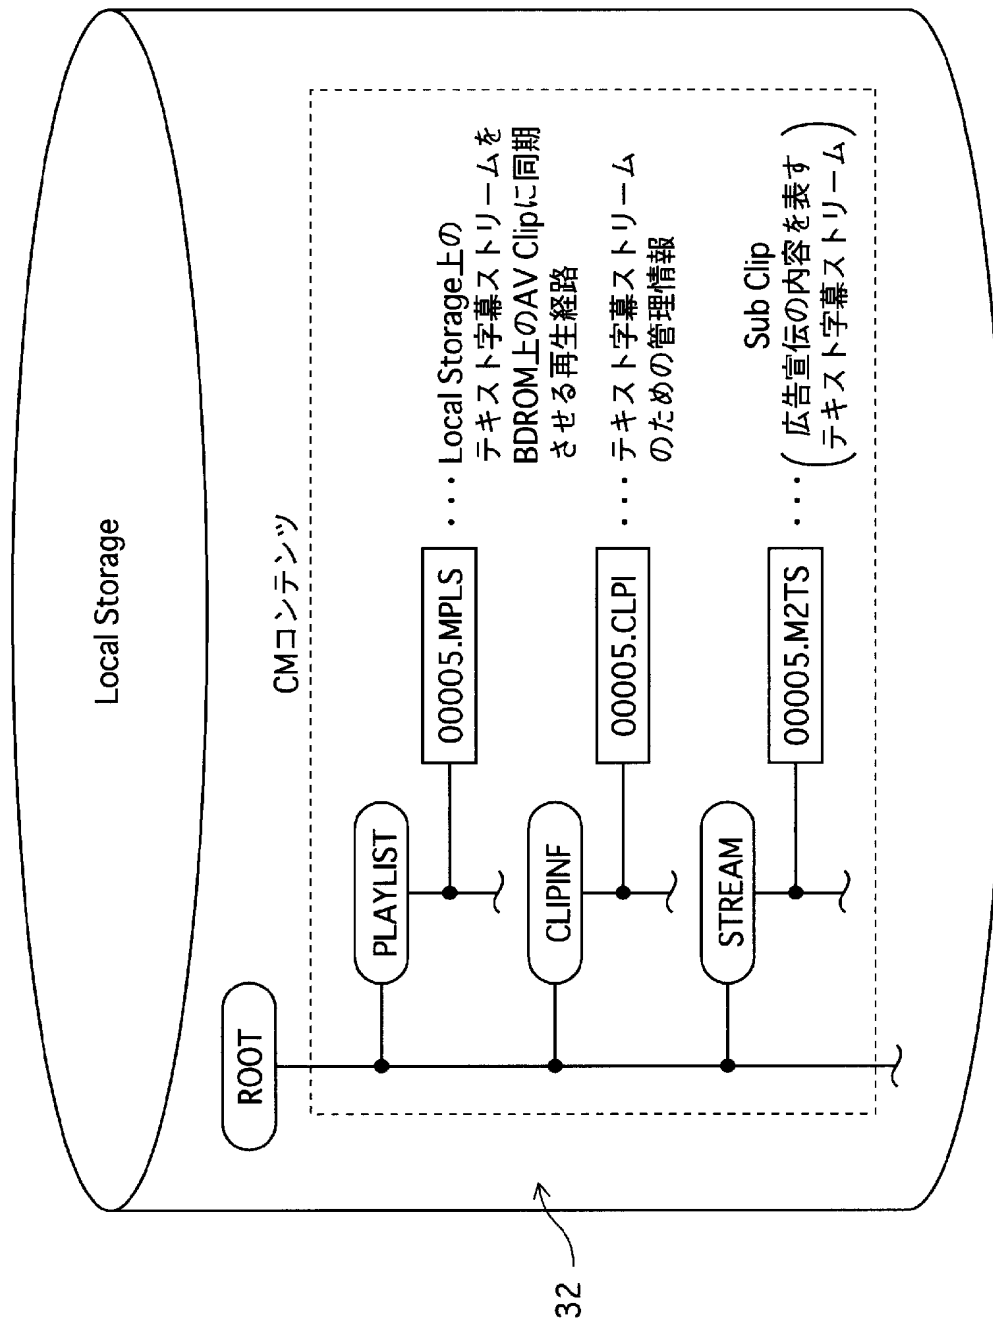 Local Storage
ROOT
CMコンテンツ
PLAYLIST
00005.MPLS
・・・Local Storage上の
テキスト字幕ストリームを
BDROM上のAV Clipに同期
させる再生経路
CLIPINF
00005.CLPI
・・・テキスト字幕ストリーム
のための管理情報
STREAM
00005.M2TS
・・・
Sub Clip
(広告宣伝の内容を表す
テキスト字幕ストリーム)
32